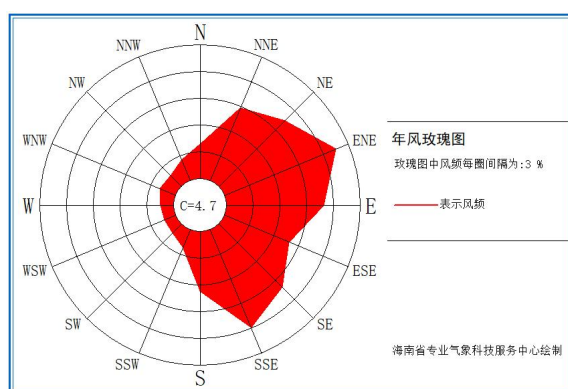 N
NNW
NNE
NW
NE
WNW
ENE
年风玫瑰图
玫瑰图中风频每圈间隔为:3 %
W
C=4.7
E
表示风频
WSW
ESE
SW
SE
SSW
SSE
S
海南省专业气象科技服务中心绘制